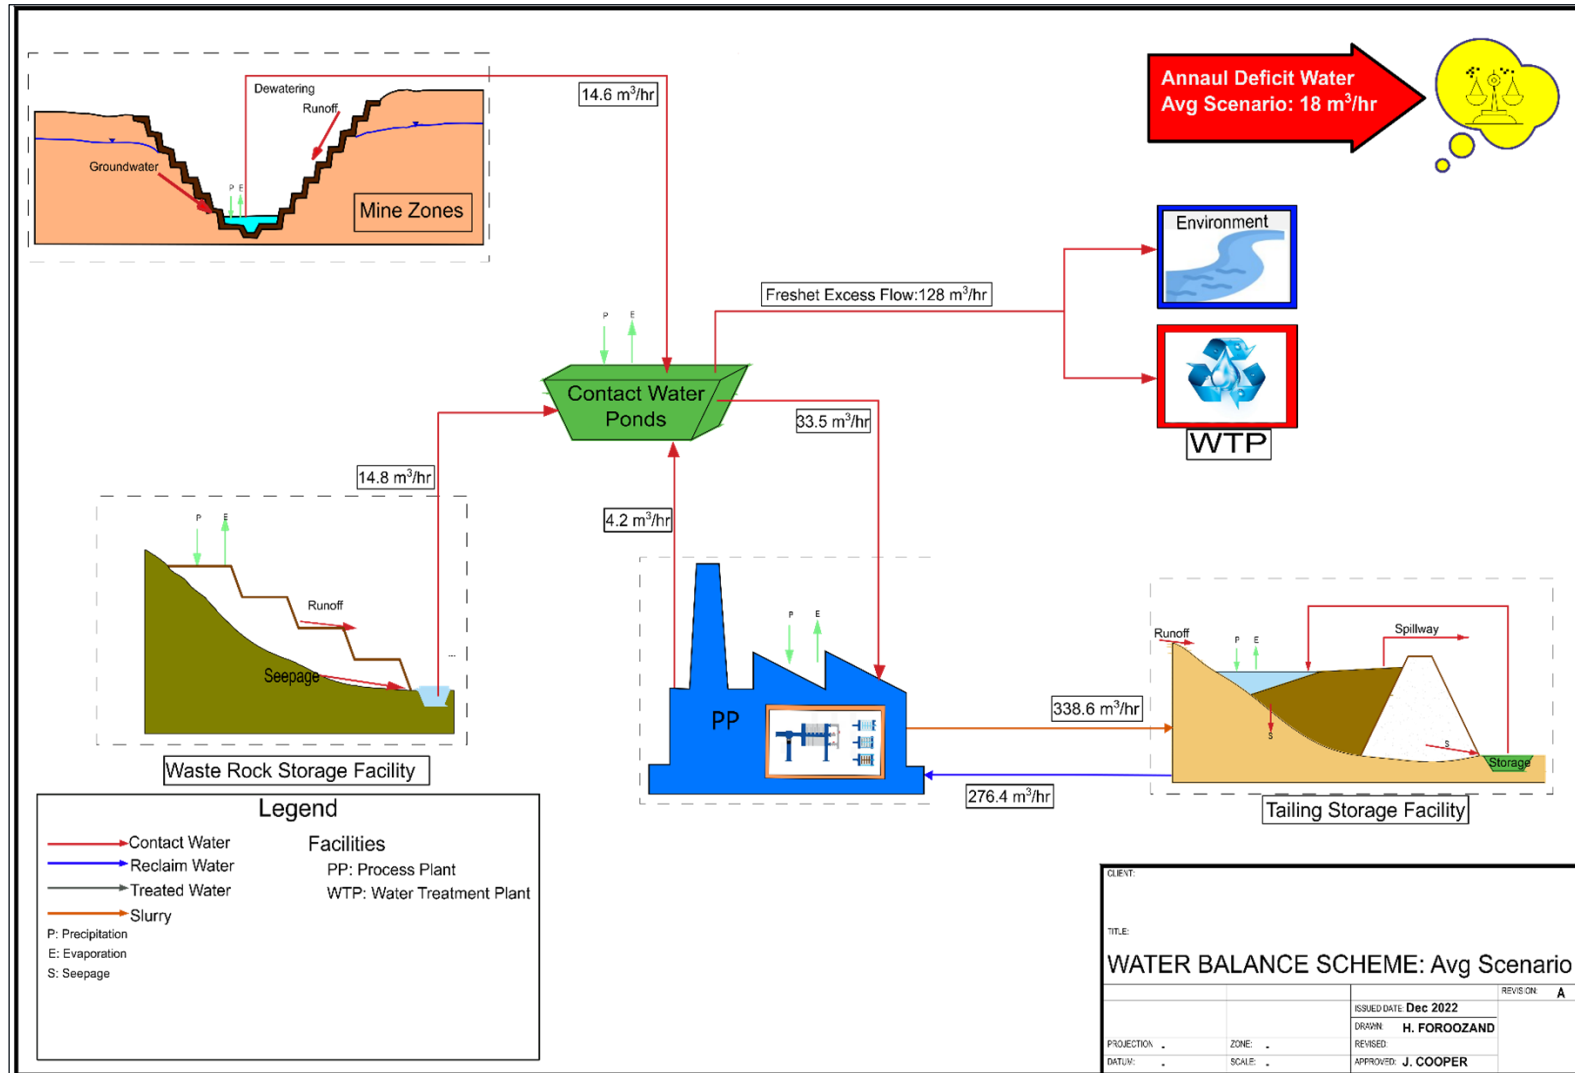 Annaul Deficit Water
Avg Scenario: 18 m³/hr
14.6 m³/hr
Dewatering
Runoff
Groundwater
P E
Mine Zones
Environment
Freshet Excess Flow:128 m³/hr
P E
Contact Water
Ponds
33.5 m³/hr
WTP
14.8 m³/hr
4.2 m³/hr
P E
Runoff
...
Seepage
Waste Rock Storage Facility
P E
PP
338.6 m³/hr
276.4 m³/hr
Runoff
P E
Spillway
S
S
Storage
Tailing Storage Facility
Legend
Contact Water
Reclaim Water
Treated Water
Slurry
P: Precipitation
E: Evaporation
S: Seepage
Facilities
PP: Process Plant
WTP: Water Treatment Plant
CLIENT:
TITLE:
WATER BALANCE SCHEME: Avg Scenario
REVISION: A
ISSUED DATE: Dec 2022
DRAWN: H. FOROOZAND
PROJECTION - ZONE: - REVISED:
DATUM: - SCALE: - APPROVED: J. COOPER